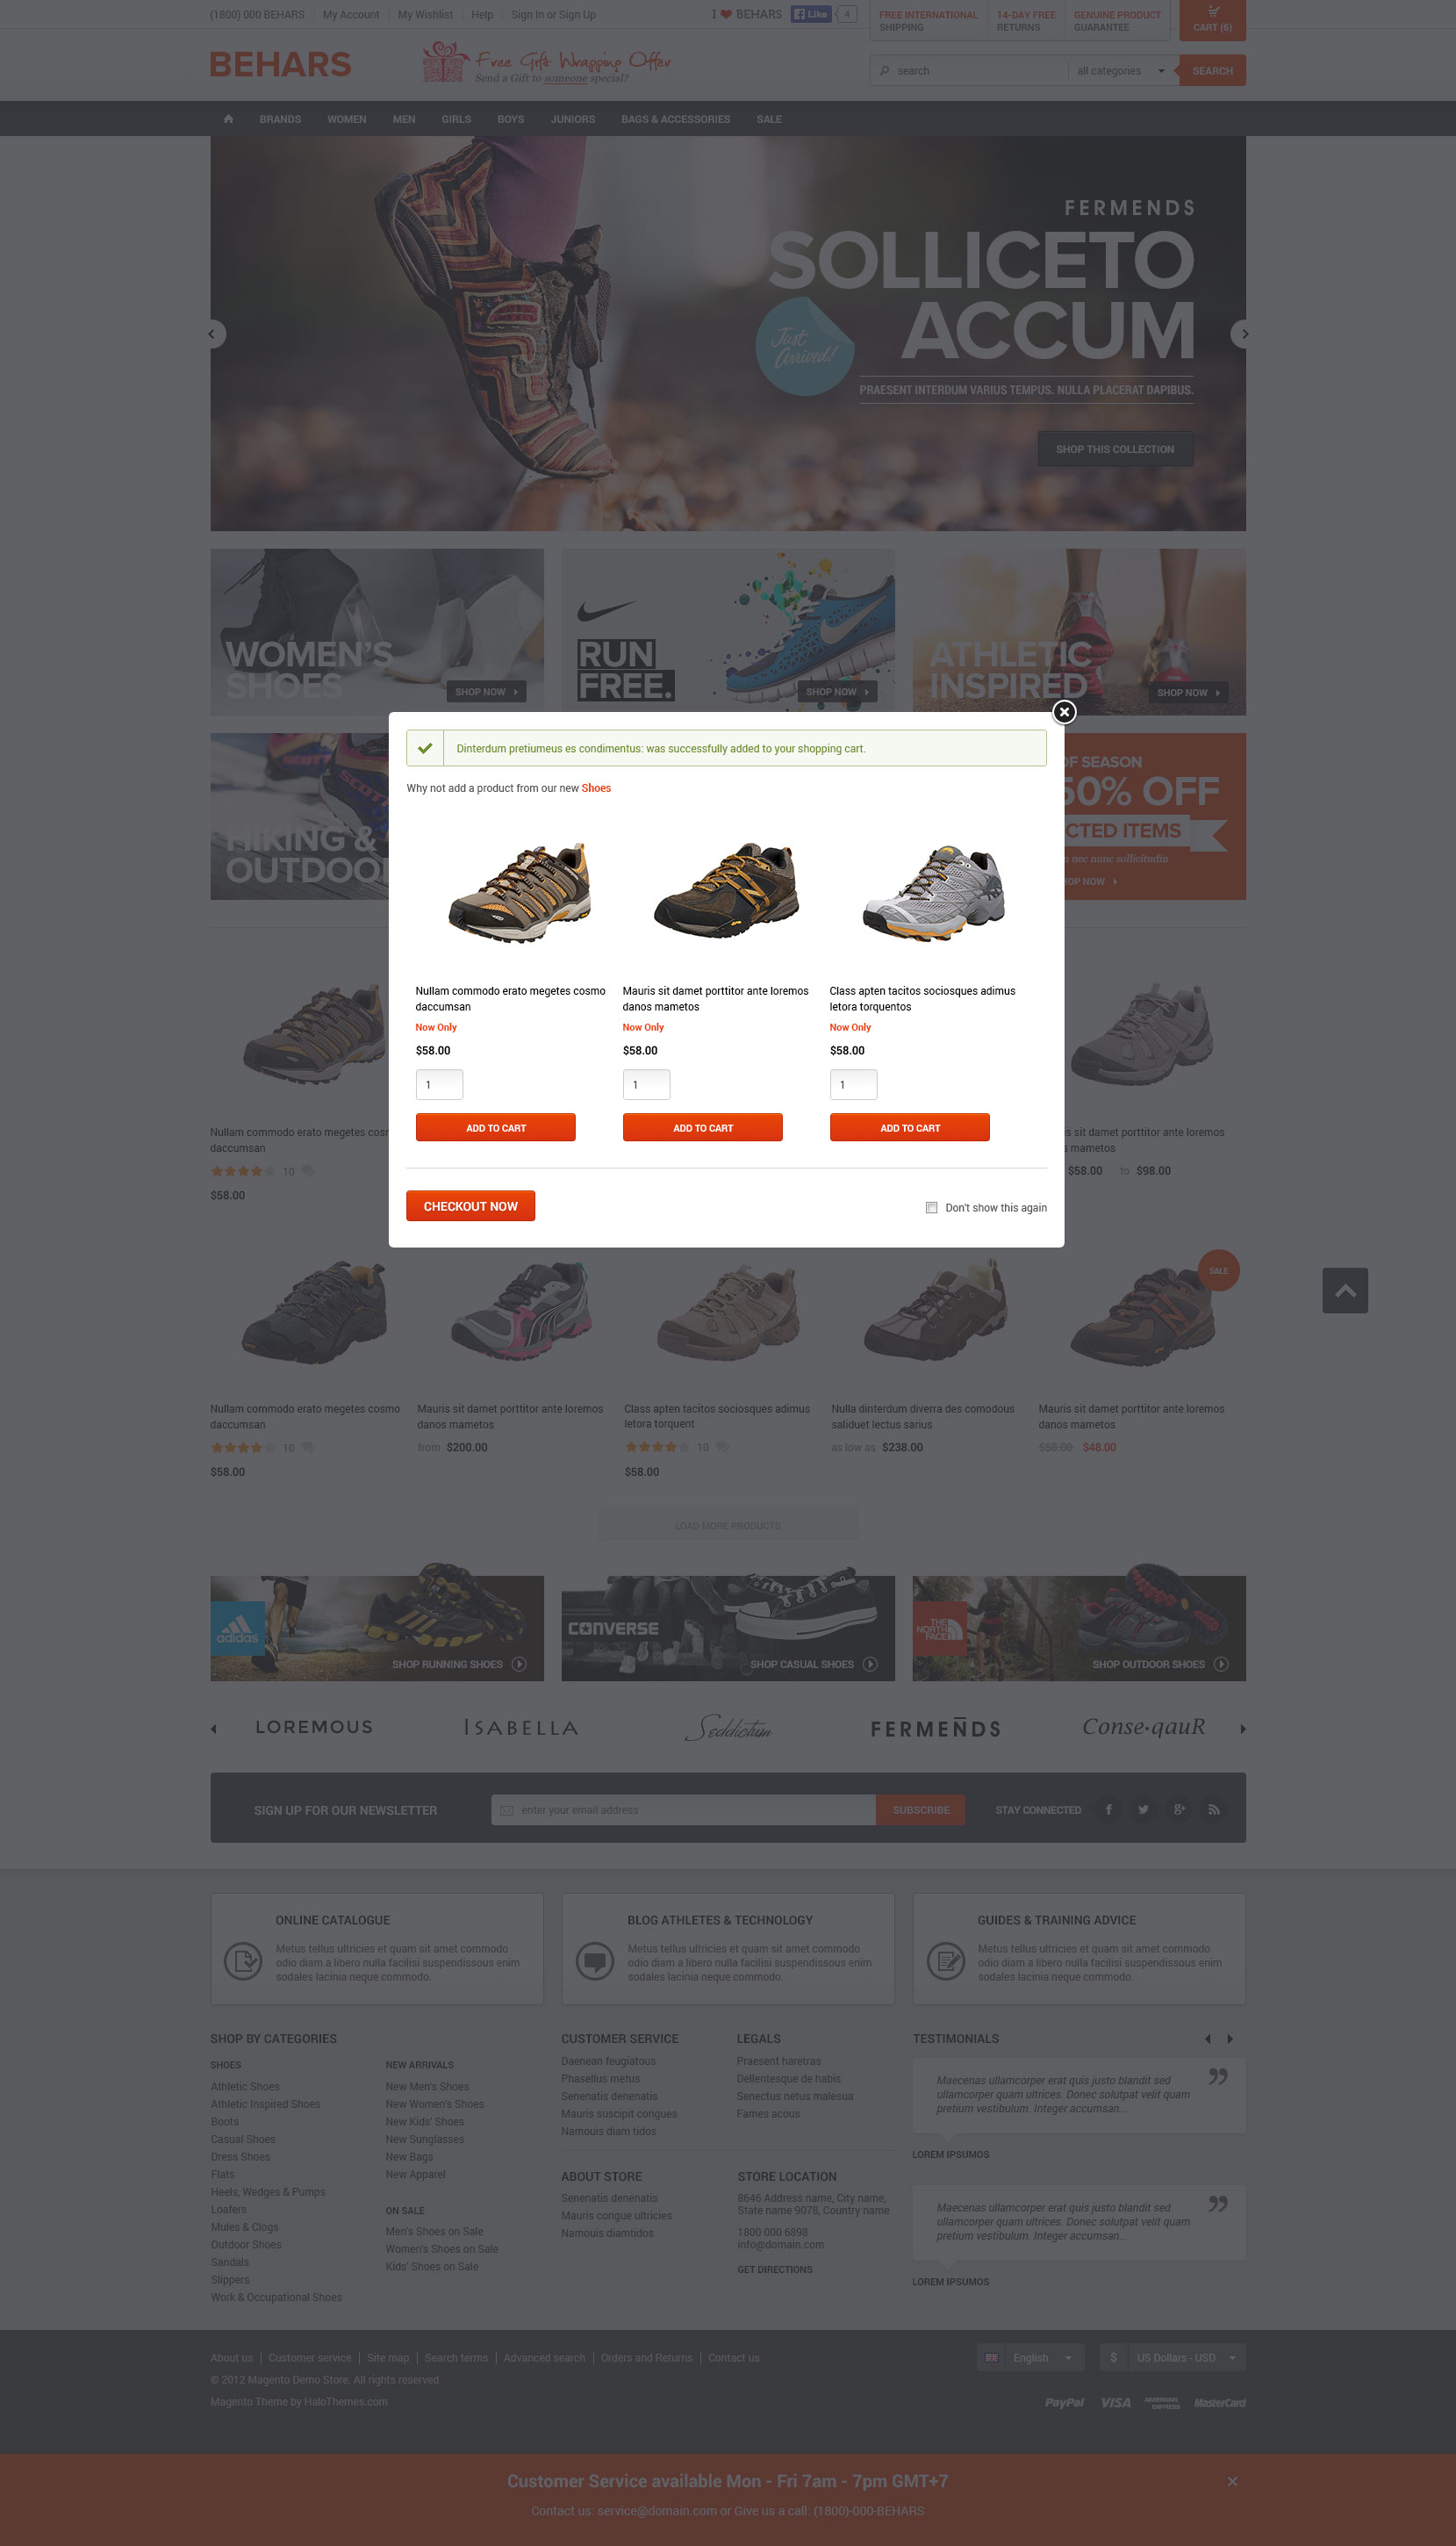 (1800) 000 BEHARS
My Account
My Wishlist
Help
Sign In or Sign Up
I ❤ BEHARS
Like
4
FREE INTERNATIONAL
SHIPPING
14-DAY FREE
RETURNS
GENUINE PRODUCT
GUARANTEE
CART (6)
BEHARS
Free Gift Wrapping Offer
Send a Gift to someone special?
search
all categories
SEARCH
BRANDS
WOMEN
MEN
GIRLS
BOYS
JUNIORS
BAGS & ACCESSORIES
SALE
FERMENDS
SOLLICETO
ACCUM
Just
Arrived!
PRAESENT INTERDUM VARIUS TEMPUS. NULLA PLACERAT DAPIBUS.
SHOP THIS COLLECTION
WOMEN'S
SHOES
SHOP NOW
RUN
FREE.
SHOP NOW
ATHLETIC
INSPIRED
SHOP NOW
SCOTT
HIKING &
OUTDOO
OF SEASON
50% OFF
CTED ITEMS
nec nunc sollicitudin
HOP NOW
Dinterdum pretiumeus es condimentus: was successfully added to your shopping cart.
Why not add a product from our new Shoes
Nullam commodo erato megetes cosmo
daccumsan
Now Only
$58.00
1
ADD TO CART
Mauris sit damet porttitor ante loremos
danos mametos
Now Only
$58.00
1
ADD TO CART
Class apten tacitos sociosques adimus
letora torquentos
Now Only
$58.00
1
ADD TO CART
CHECKOUT NOW
Don't show this again
Nullam commodo erato megetes cosm
daccumsan
10
$58.00
is sit damet porttitor ante loremos
s mametos
$58.00 to $98.00
SALE
Nullam commodo erato megetes cosmo
daccumsan
10
$58.00
Mauris sit damet porttitor ante loremos
danos mametos
from $200.00
Class apten tacitos sociosques adimus
letora torquent
10
$58.00
Nulla dinterdum diverra des comodous
saliduet lectus sarius
as low as $238.00
Mauris sit damet porttitor ante loremos
danos mametos
$58.00 $48.00
LOAD MORE PRODUCTS
adidas
SHOP RUNNING SHOES
CONVERSE
SHOP CASUAL SHOES
THE
NORTH
FACE
SHOP OUTDOOR SHOES
LOREMOUS
ISABELLA
Seddictum
FERMENDS
Conse·qauR
SIGN UP FOR OUR NEWSLETTER
enter your email address
SUBSCRIBE
STAY CONNECTED
ONLINE CATALOGUE
Metus tellus ultricies et quam sit amet commodo
odio diam a libero nulla facilisi suspendissous enim
sodales lacinia neque commodo.
BLOG ATHLETES & TECHNOLOGY
Metus tellus ultricies et quam sit amet commodo
odio diam a libero nulla facilisi suspendissous enim
sodales lacinia neque commodo.
GUIDES & TRAINING ADVICE
Metus tellus ultricies et quam sit amet commodo
odio diam a libero nulla facilisi suspendissous enim
sodales lacinia neque commodo.
SHOP BY CATEGORIES
SHOES
Athletic Shoes
Athletic Inspired Shoes
Boots
Casual Shoes
Dress Shoes
Flats
Heels, Wedges & Pumps
Loafers
Mules & Clogs
Outdoor Shoes
Sandals
Slippers
Work & Occupational Shoes
NEW ARRIVALS
New Men's Shoes
New Women's Shoes
New Kids' Shoes
New Sunglasses
New Bags
New Apparel
ON SALE
Men's Shoes on Sale
Women's Shoes on Sale
Kids' Shoes on Sale
CUSTOMER SERVICE
Daenean feugiatous
Phasellus metus
Senenatis denenatis
Mauris suscipit congues
Namouis diam tidos
LEGALS
Praesent haretras
Dellentesque de habis
Senectus netus malesua
Fames acous
ABOUT STORE
Senenatis denenatis
Mauris congue ultricies
Namouis diamtidos
STORE LOCATION
8646 Address name, City name,
State name 9078, Country name.
1800 000 6898
info@domain.com
GET DIRECTIONS
TESTIMONIALS
Maecenas ullamcorper erat quis justo blandit sed
ullamcorper quam ultrices. Donec solutpat velit quam
pretium vestibulum. Integer accumsan...
LOREM IPSUMOS
Maecenas ullamcorper erat quis justo blandit sed
ullamcorper quam ultrices. Donec solutpat velit quam
pretium vestibulum. Integer accumsan...
LOREM IPSUMOS
About us
Customer service
Site map
Search terms
Advanced search
Orders and Returns
Contact us
English
$ US Dollars - USD
© 2012 Magento Demo Store. All rights reserved
Magento Theme by HaloThemes.com
PayPal
VISA
AMERICAN
EXPRESS
MasterCard
Customer Service available Mon - Fri 7am - 7pm GMT+7
Contact us: service@domain.com or Give us a call: (1800)-000-BEHARS